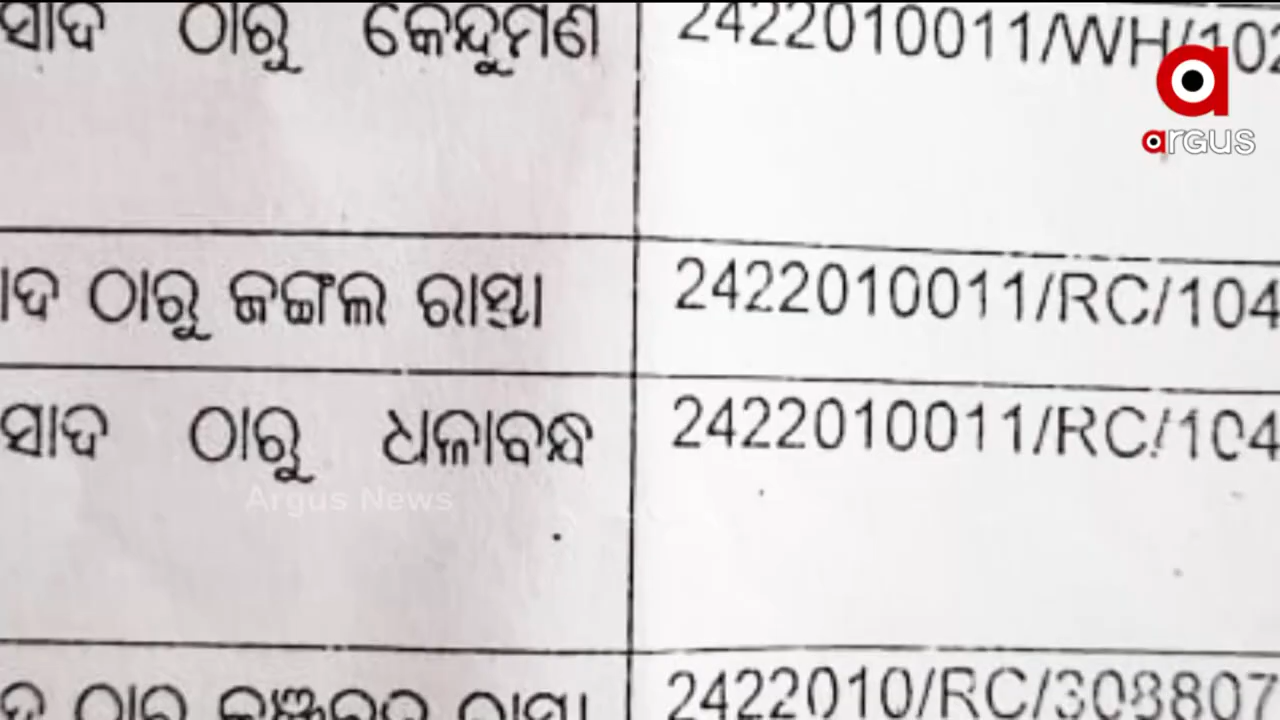 ସାଦ ଠାରୁ କେନ୍ଦୁମଣ 2422010011/WH/102
argus
ାଦ ଠାରୁ ଜଙ୍ଗଲ ରାସ୍ତା 2422010011/RC/104
ସାଦ ଠାରୁ ଧଳାବନ୍ଧ 2422010011/RC/104
Argus News
ଦ ଠାରୁ ରାସ୍ତା 2422010/RC/308807